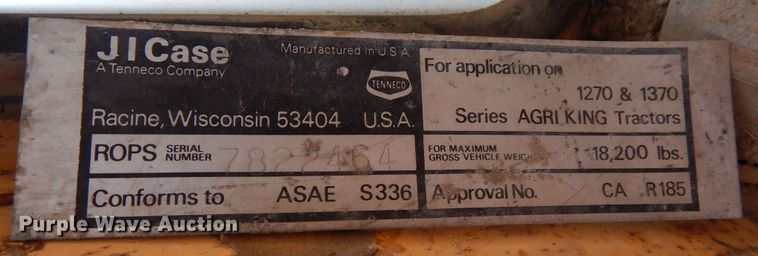 JI Case
A Tenneco Company
Manufactured in U.S.A.
TENNECO
Racine, Wisconsin 53404 U.S.A.
ROPS SERIAL NUMBER 7822464
Conforms to ASAE S336
For application on
1270 & 1370
Series AGRI KING Tractors
FOR MAXIMUM
GROSS VEHICLE WEIGHT 18,200 lbs.
Approval No. CA R185
Purple Wave Auction